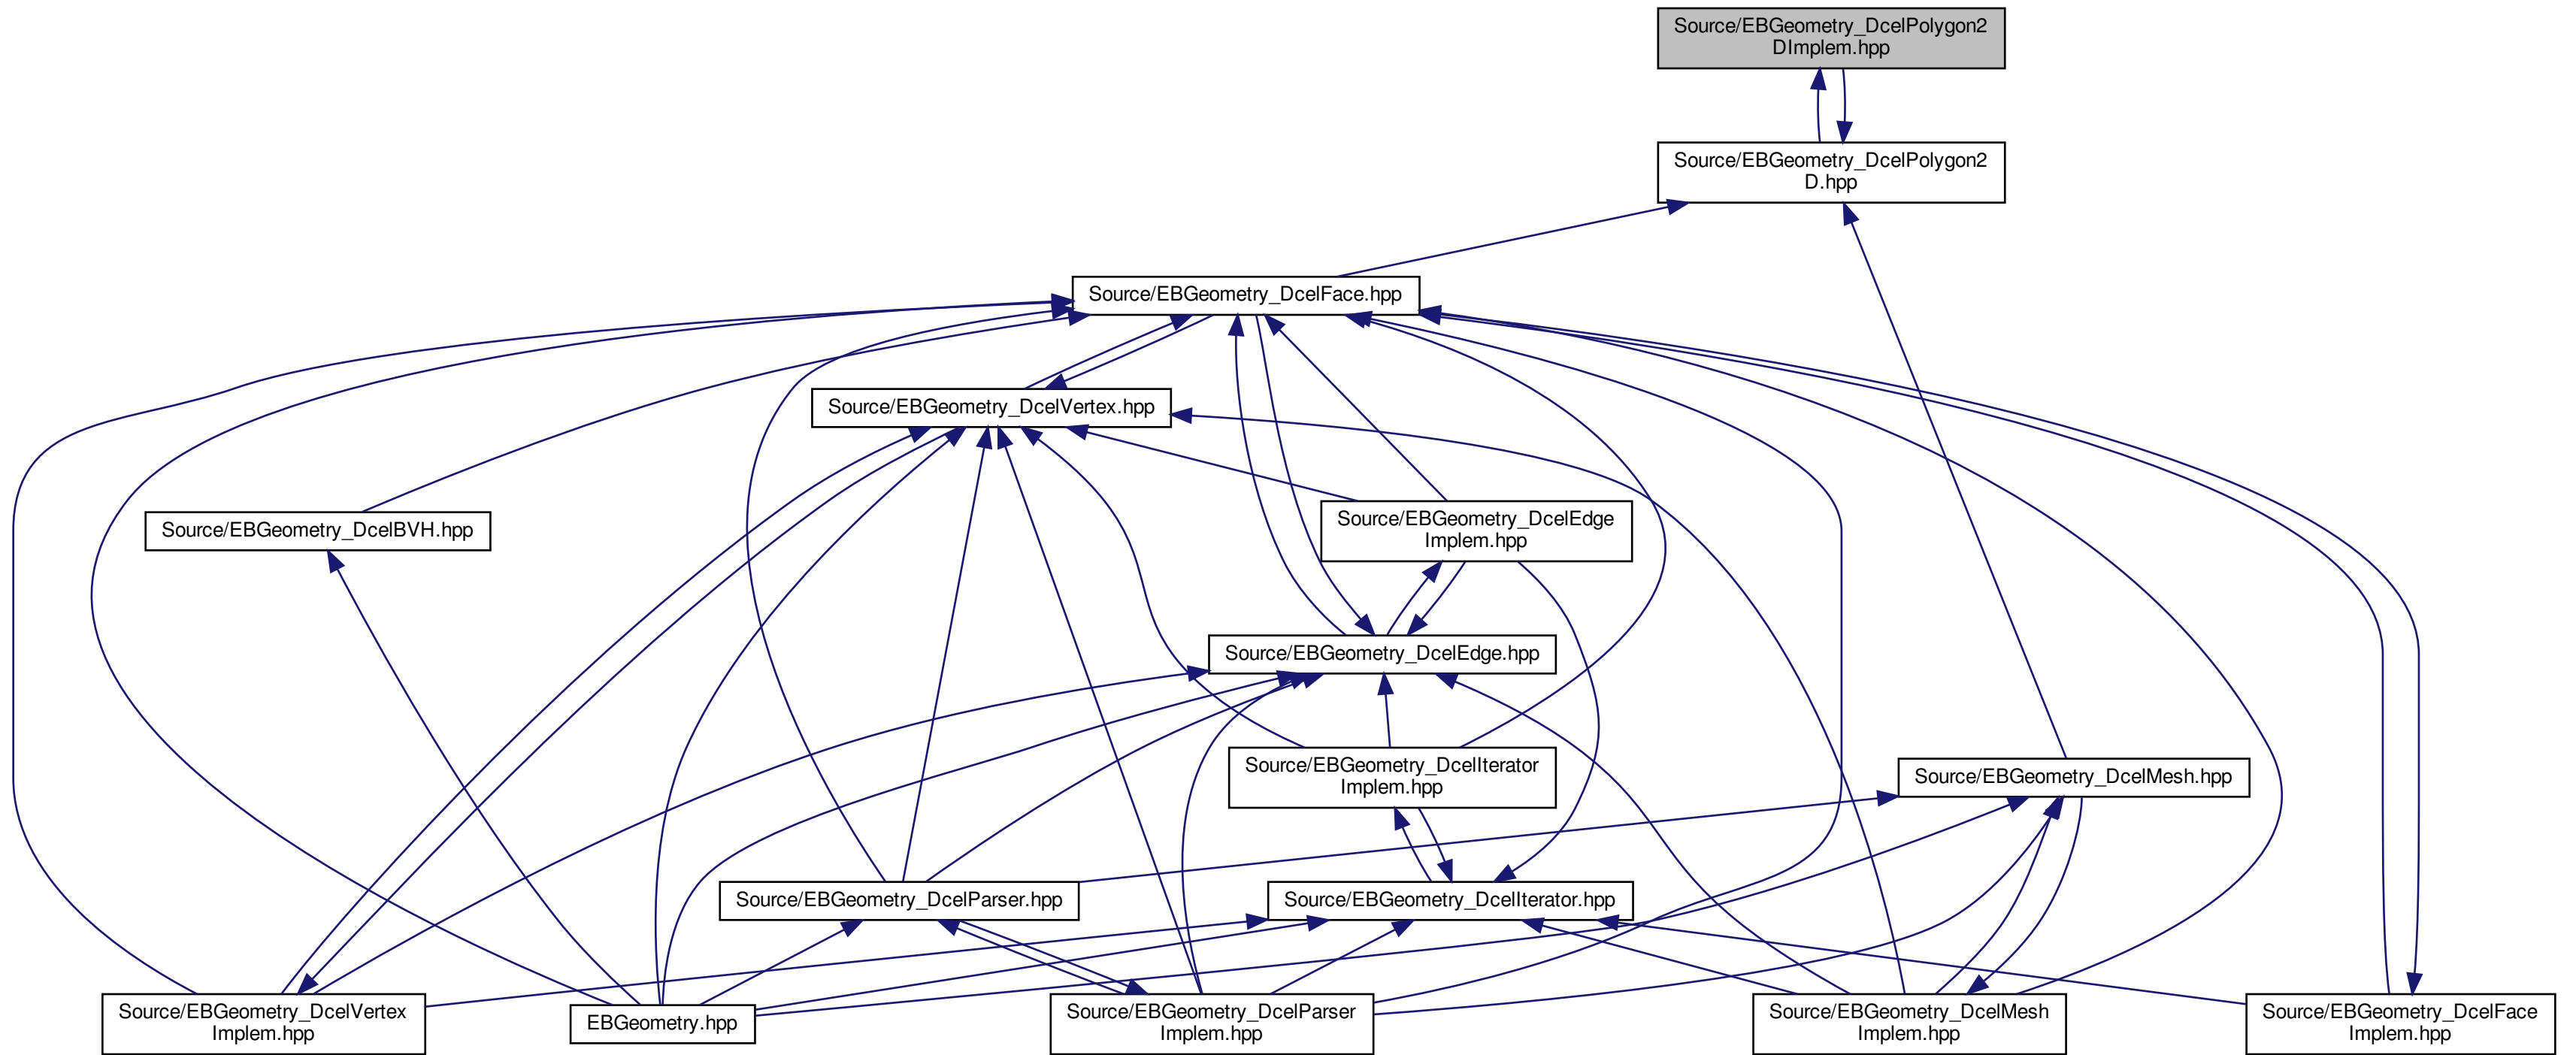 Source/EBGeometry_DcelPolygon2
DImplem.hpp
Source/EBGeometry_DcelPolygon2
D.hpp
Source/EBGeometry_DcelFace.hpp
Source/EBGeometry_DcelVertex.hpp
Source/EBGeometry_DcelBVH.hpp
Source/EBGeometry_DcelEdge
Implem.hpp
Source/EBGeometry_DcelEdge.hpp
Source/EBGeometry_DcelIterator
Implem.hpp
Source/EBGeometry_DcelMesh.hpp
Source/EBGeometry_DcelParser.hpp
Source/EBGeometry_DcelIterator.hpp
Source/EBGeometry_DcelVertex
Implem.hpp
EBGeometry.hpp
Source/EBGeometry_DcelParser
Implem.hpp
Source/EBGeometry_DcelMesh
Implem.hpp
Source/EBGeometry_DcelFace
Implem.hpp